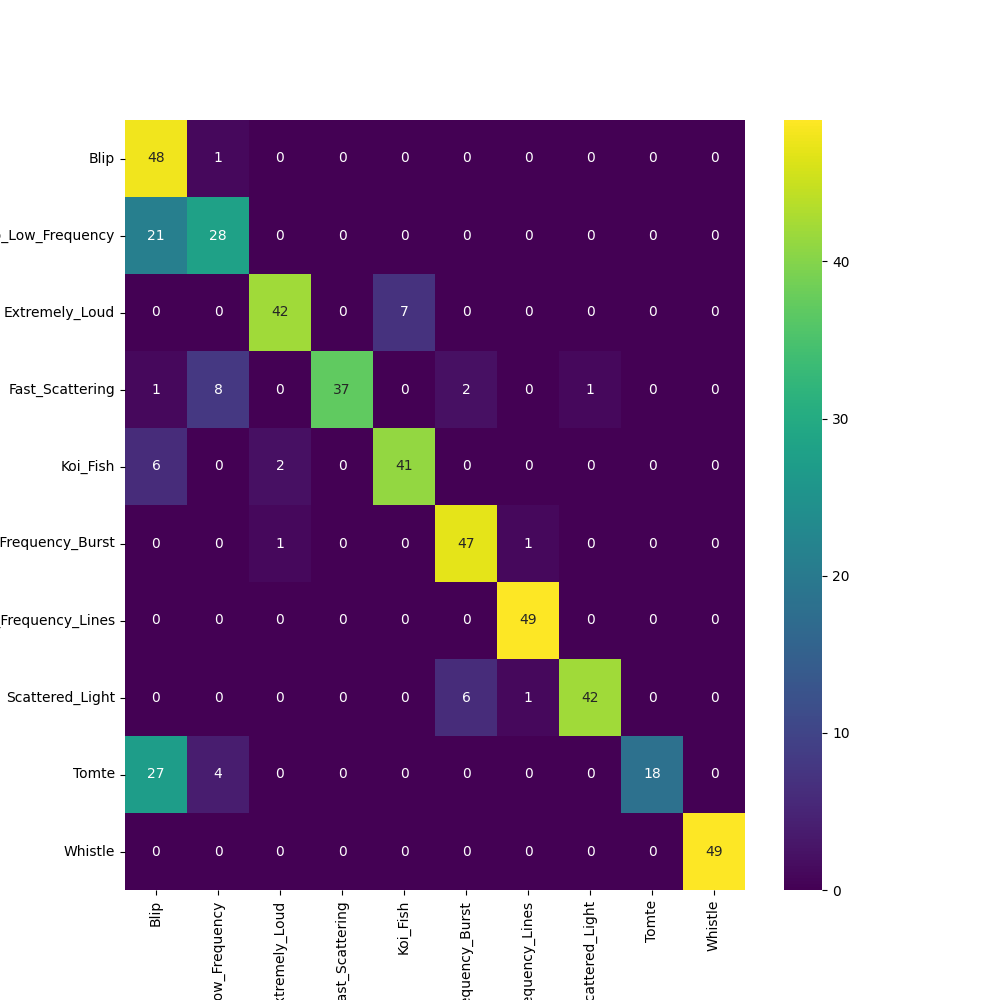 Blip 48 1 0 0 0 0 0 0 0 0
_Low_Frequency 21 28 0 0 0 0 0 0 0 0
Extremely_Loud 0 0 42 0 7 0 0 0 0 0
Fast_Scattering 1 8 0 37 0 2 0 1 0 0
Koi_Fish 6 0 2 0 41 0 0 0 0 0
Frequency_Burst 0 0 1 0 0 47 1 0 0 0
_Frequency_Lines 0 0 0 0 0 0 49 0 0 0
Scattered_Light 0 0 0 0 0 6 1 42 0 0
Tomte 27 4 0 0 0 0 0 0 18 0
Whistle 0 0 0 0 0 0 0 0 0 49
Blip
ow_Frequency
xtremely_Loud
ast_Scattering
Koi_Fish
equency_Burst
equency_Lines
cattered_Light
Tomte
Whistle
40
30
20
10
0